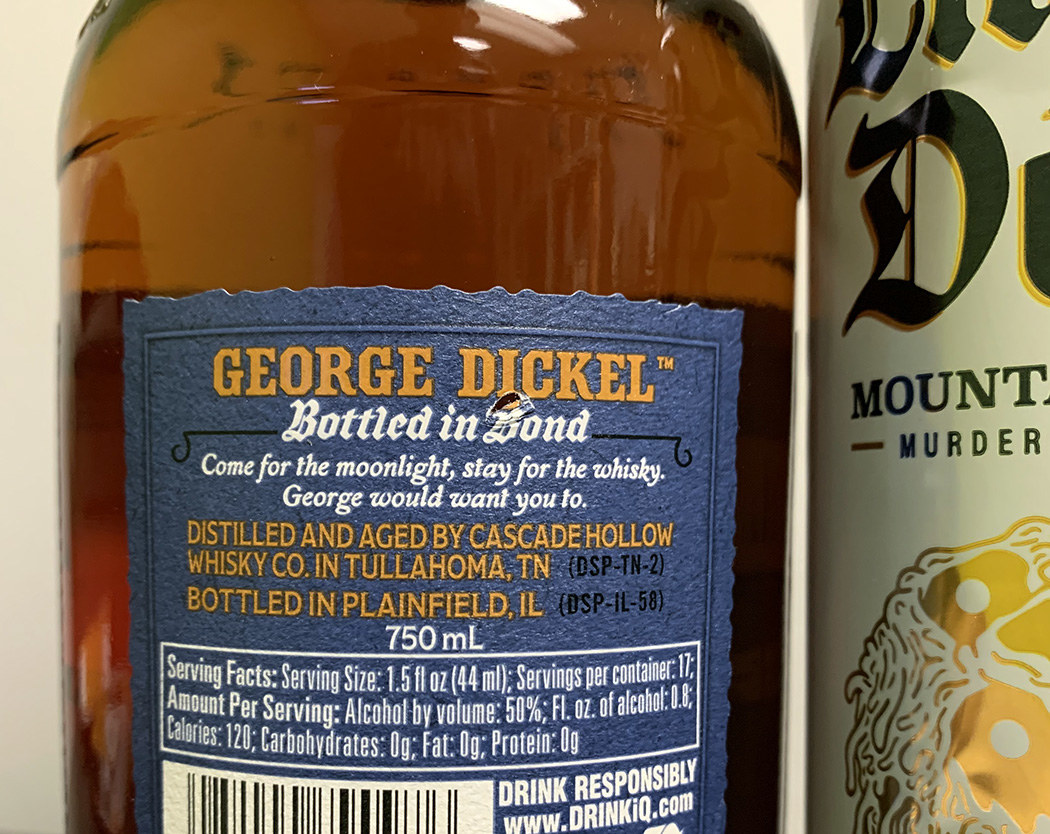 GEORGE DICKEL™
Bottled in Bond
Come for the moonlight, stay for the whisky.
George would want you to.
DISTILLED AND AGED BY CASCADE HOLLOW
WHISKY CO. IN TULLAHOMA, TN (DSP-TN-2)
BOTTLED IN PLAINFIELD, IL (DSP-IL-58)
750 mL
Serving Facts: Serving Size: 1.5 fl oz (44 ml); Servings per container: 17;
Amount Per Serving: Alcohol by volume: 50%; Fl. oz. of alcohol: 0.8;
Calories: 120; Carbohydrates: 0g; Fat: 0g; Protein: 0g
DRINK RESPONSIBLY
www.DRINKiQ.com
MOUNTA
MURDER